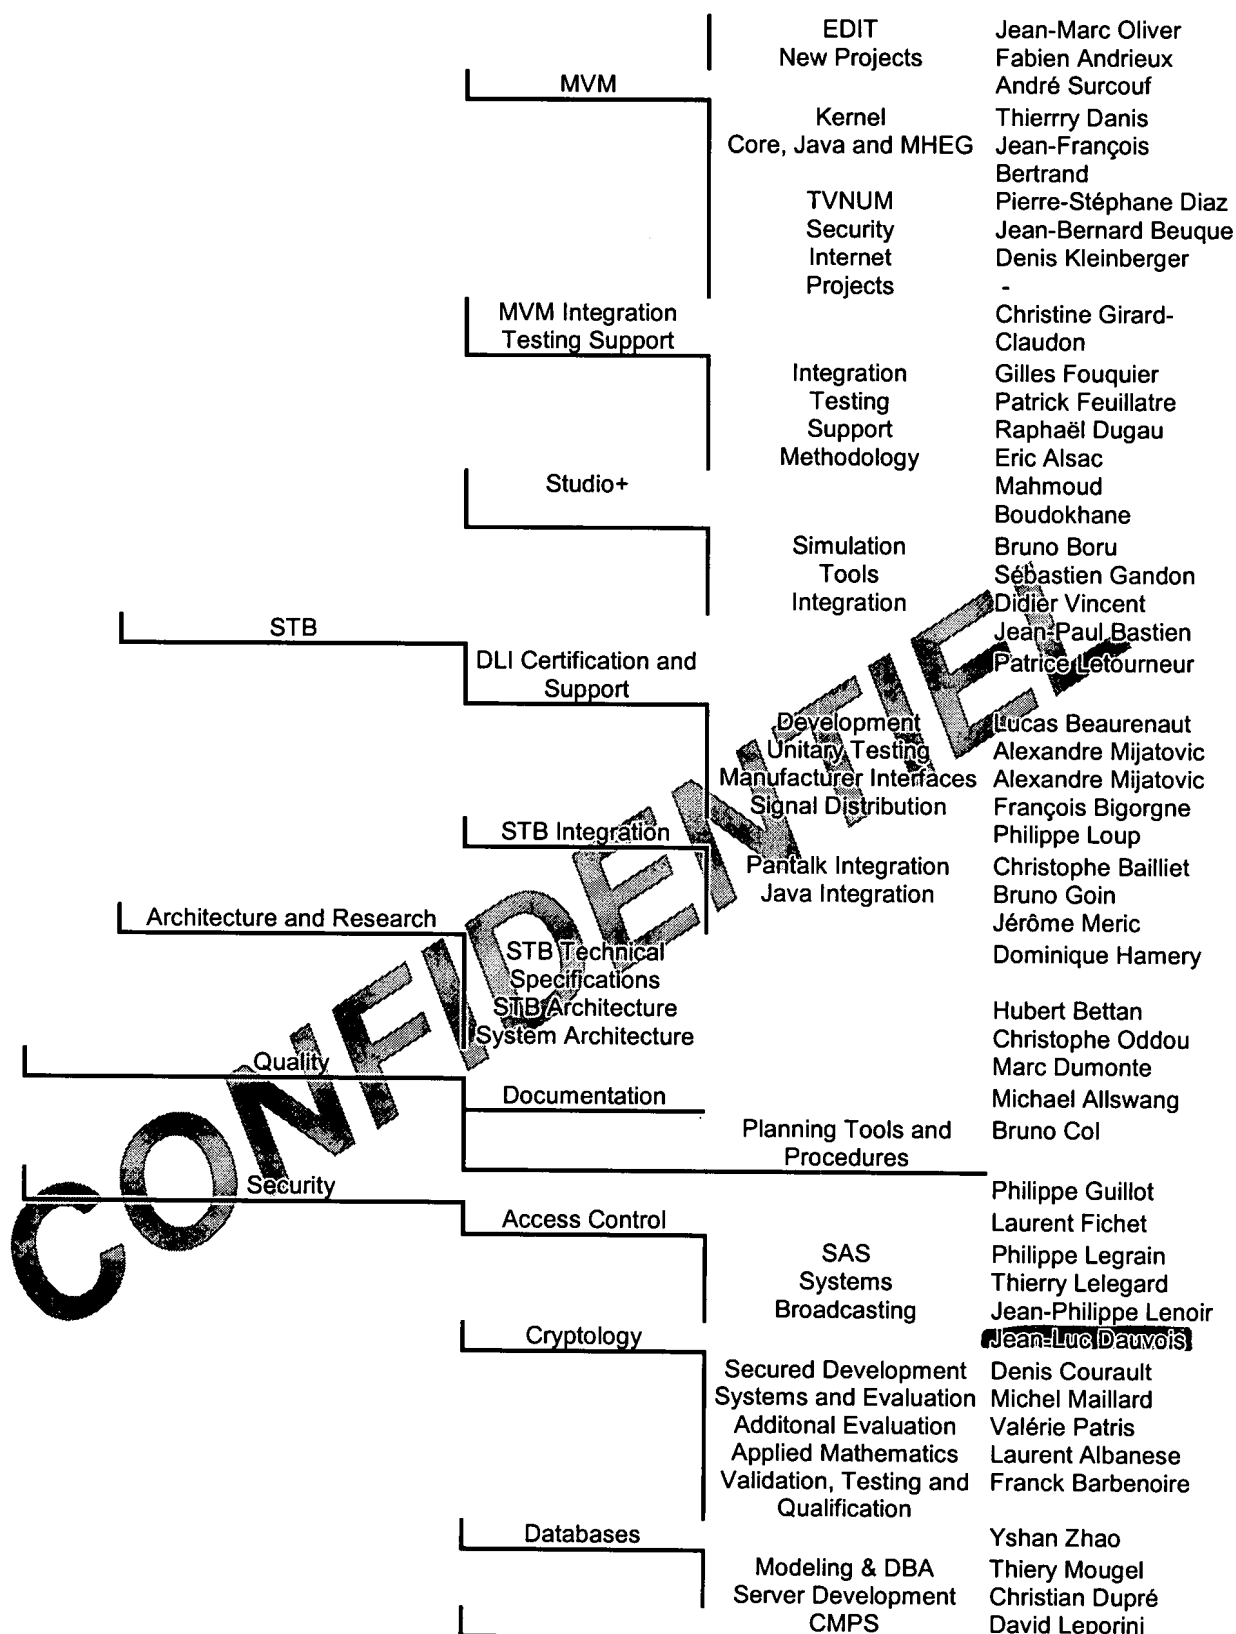 EDIT Jean-Marc Oliver
New Projects Fabien Andrieux
MVM André Surcouf
Kernel Thierrry Danis
Core, Java and MHEG Jean-François
Bertrand
TVNUM Pierre-Stéphane Diaz
Security Jean-Bernard Beuque
Internet Denis Kleinberger
Projects -
MVM Integration Christine Girard-
Testing Support Claudon
Integration Gilles Fouquier
Testing Patrick Feuillatre
Support Raphaël Dugau
Methodology Eric Alsac
Studio+ Mahmoud
Boudokhane
Simulation Bruno Boru
Tools Sébastien Gandon
Integration Didier Vincent
STB Jean-Paul Bastien
DLI Certification and Patrice Letourneur
Support
Development Lucas Beaurenaut
Unitary Testing Alexandre Mijatovic
Manufacturer Interfaces Alexandre Mijatovic
Signal Distribution François Bigorgne
STB Integration Philippe Loup
Pantalk Integration Christophe Bailliet
Java Integration Bruno Goin
Architecture and Research Jérôme Meric
STB Technical Dominique Hamery
Specifications
STB Architecture Hubert Bettan
System Architecture Christophe Oddou
Quality Marc Dumonte
Documentation Michael Allswang
Planning Tools and Bruno Col
Procedures
Security Philippe Guillot
Access Control Laurent Fichet
SAS Philippe Legrain
Systems Thierry Lelegard
Broadcasting Jean-Philippe Lenoir
Cryptology Jean-Luc Dauvois
Secured Development Denis Courault
Systems and Evaluation Michel Maillard
Additonal Evaluation Valérie Patris
Applied Mathematics Laurent Albanese
Validation, Testing and Franck Barbenoire
Qualification
Databases Yshan Zhao
Modeling & DBA Thiery Mougel
Server Development Christian Dupré
CMPS David Leporini
CONFIDENTIEL